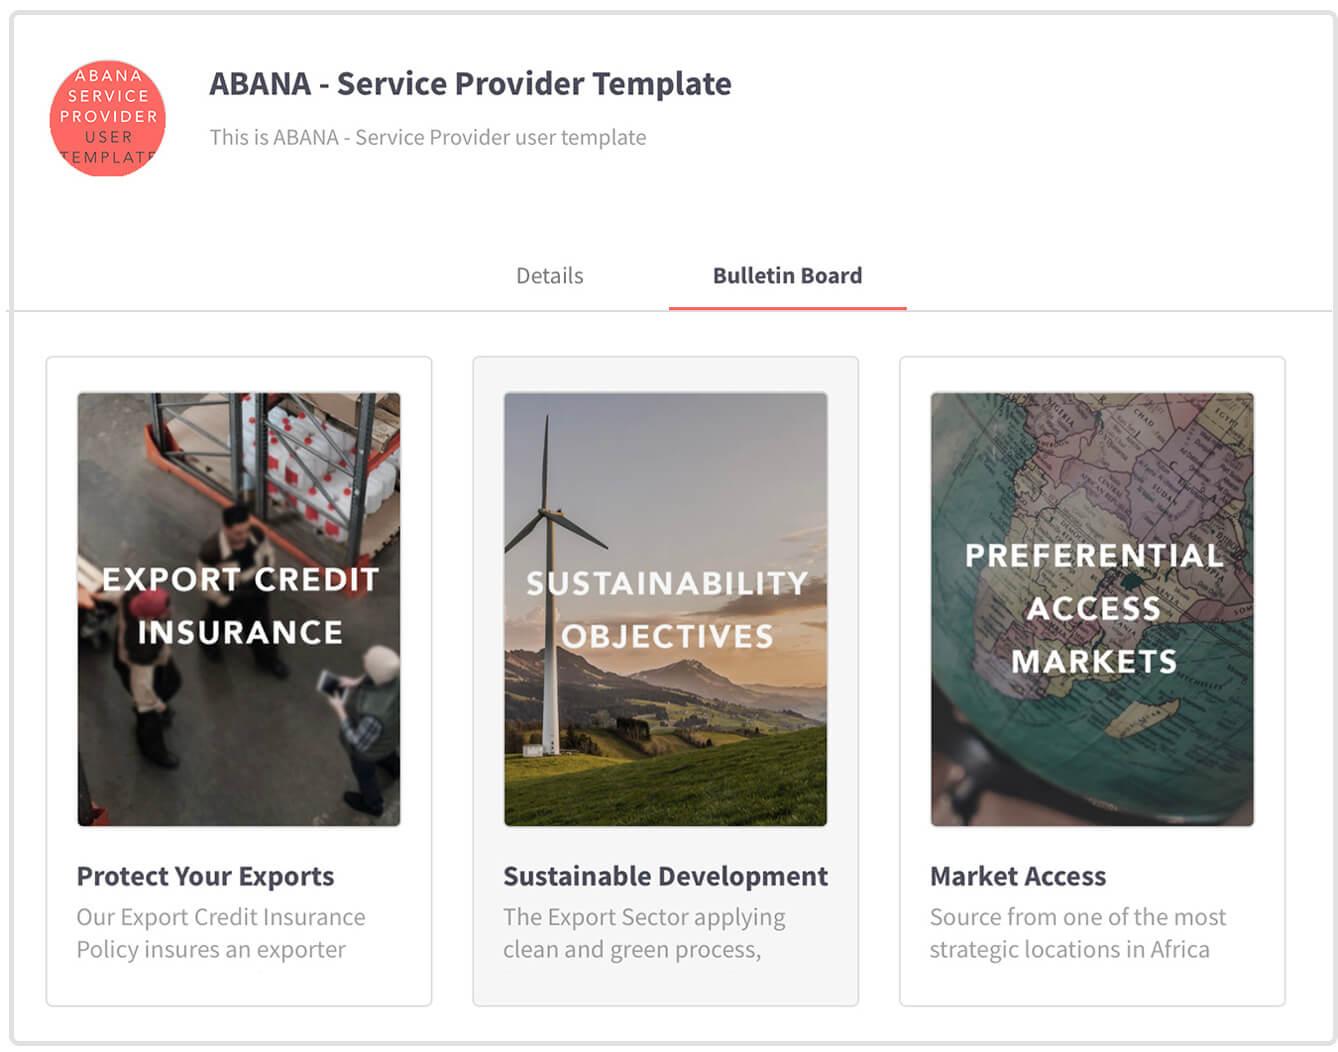 ABANA
SERVICE
PROVIDER
USER
TEMPLATE
ABANA - Service Provider Template
This is ABANA - Service Provider user template
Details
Bulletin Board
EXPORT CREDIT
INSURANCE
Protect Your Exports
Our Export Credit Insurance
Policy insures an exporter
SUSTAINABILITY
OBJECTIVES
Sustainable Development
The Export Sector applying
clean and green process,
CHAD
SUDAN
PREFERENTIAL
ACCESS
MARKETS
Market Access
Source from one of the most
strategic locations in Africa